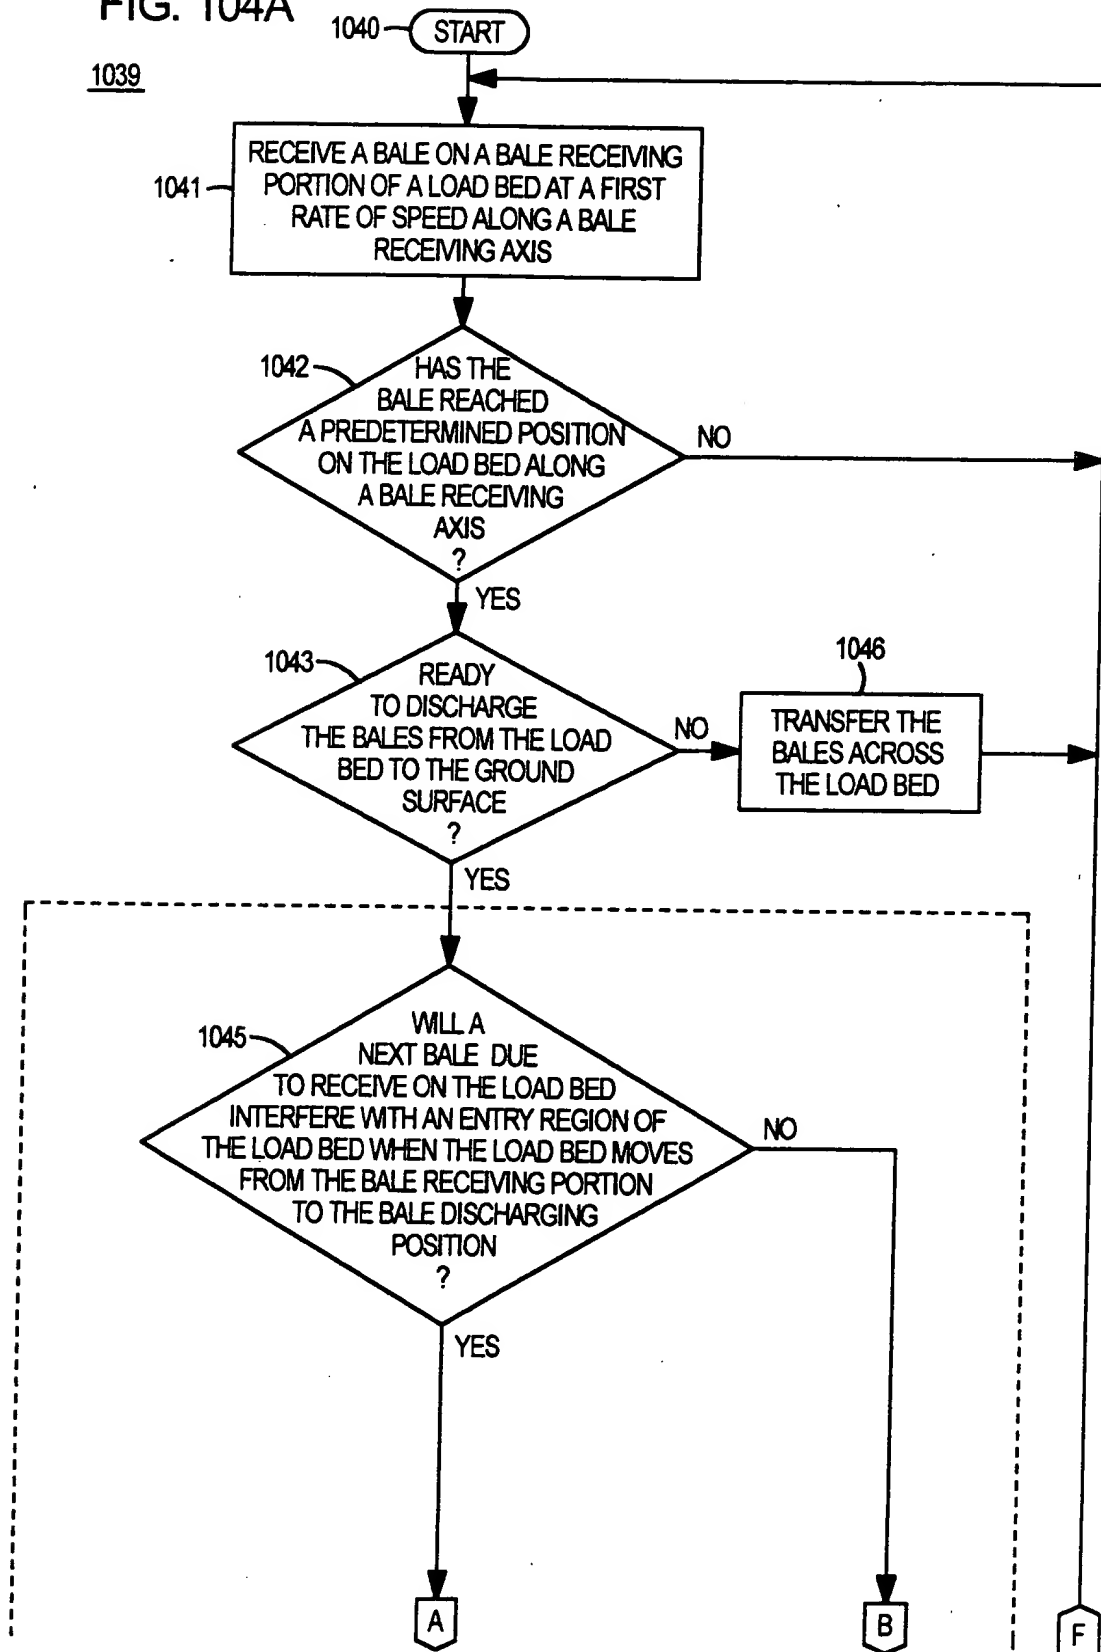 FIG. 104A
1040
START
1039
1041
RECEIVE A BALE ON A BALE RECEIVING
PORTION OF A LOAD BED AT A FIRST
RATE OF SPEED ALONG A BALE
RECEIVING AXIS
1042
HAS THE
BALE REACHED
A PREDETERMINED POSITION
ON THE LOAD BED ALONG
A BALE RECEIVING
AXIS
?
NO
YES
1043
READY
TO DISCHARGE
THE BALES FROM THE LOAD
BED TO THE GROUND
SURFACE
?
NO
1046
TRANSFER THE
BALES ACROSS
THE LOAD BED
YES
1045
WILL A
NEXT BALE DUE
TO RECEIVE ON THE LOAD BED
INTERFERE WITH AN ENTRY REGION OF
THE LOAD BED WHEN THE LOAD BED MOVES
FROM THE BALE RECEIVING PORTION
TO THE BALE DISCHARGING
POSITION
?
NO
YES
A
B
F